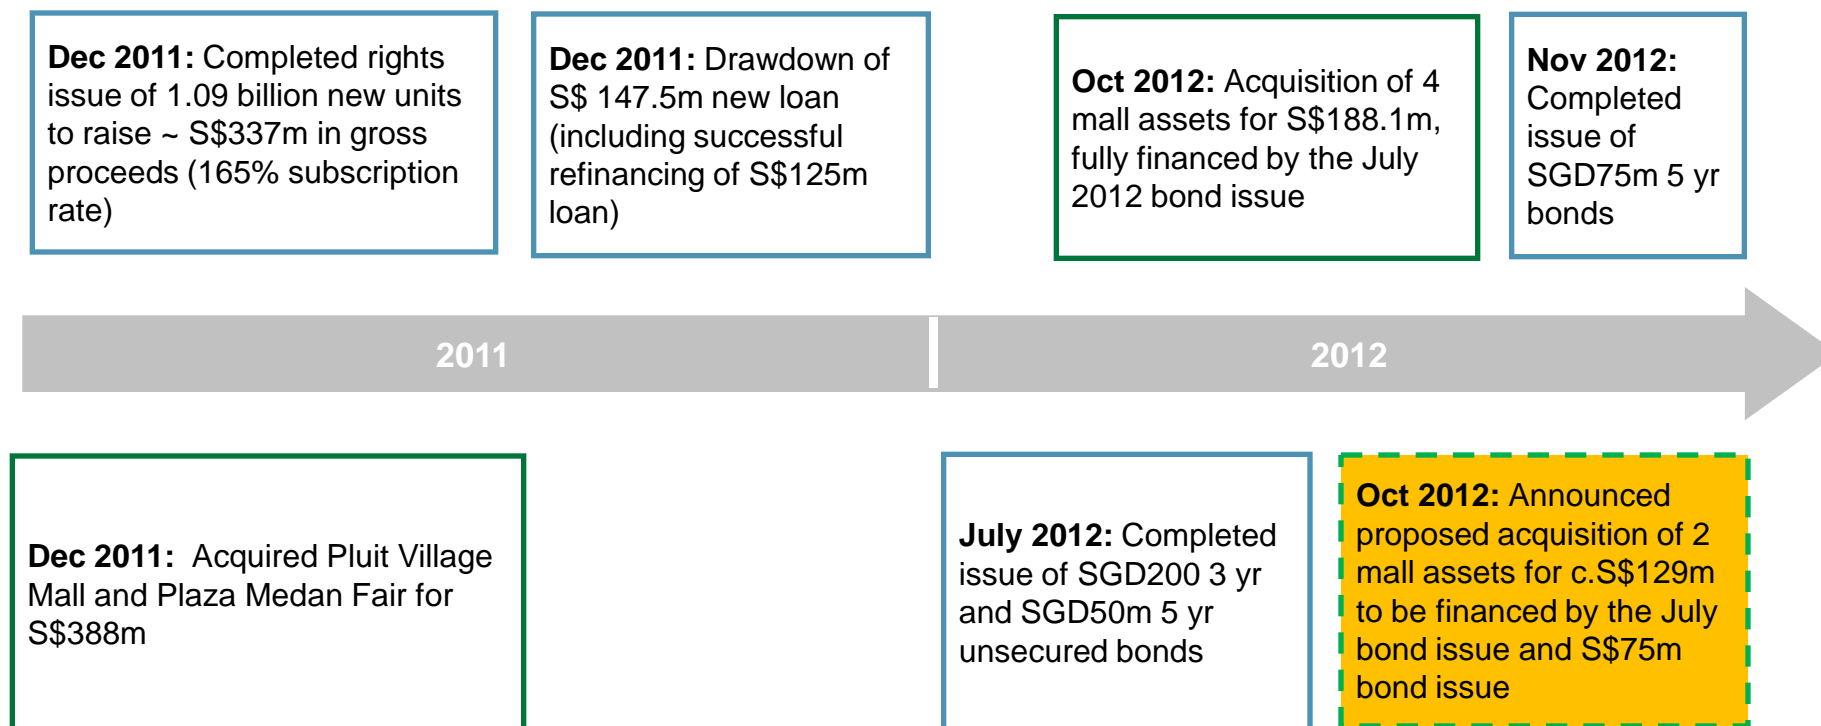 Dec 2011: Completed rights
issue of 1.09 billion new units
to raise ~ S$337m in gross
proceeds (165% subscription
rate)
Dec 2011: Drawdown of
S$ 147.5m new loan
(including successful
refinancing of S$125m
loan)
Oct 2012: Acquisition of 4
mall assets for S$188.1m,
fully financed by the July
2012 bond issue
Nov 2012:
Completed
issue of
SGD75m 5 yr
bonds
2011
2012
Dec 2011: Acquired Pluit Village
Mall and Plaza Medan Fair for
S$388m
July 2012: Completed
issue of SGD200 3 yr
and SGD50m 5 yr
unsecured bonds
Oct 2012: Announced
proposed acquisition of 2
mall assets for c.S$129m
to be financed by the July
bond issue and S$75m
bond issue